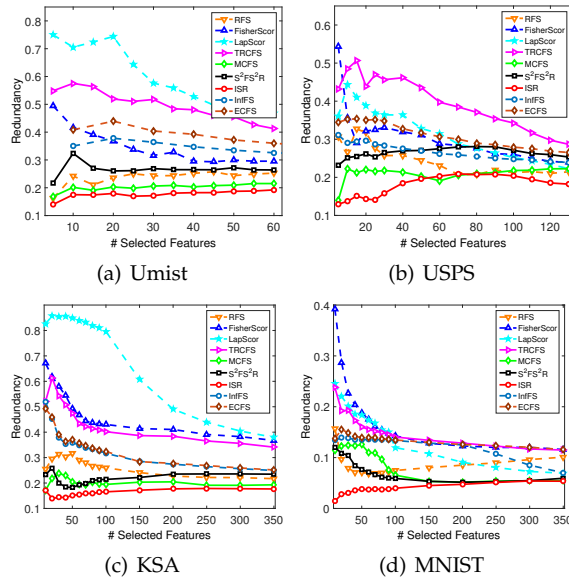 0.8
0.7
0.6
0.5
0.4
0.3
0.2
0.1
Redundancy
0 10 20 30 40 50 60
# Selected Features
RFS
FisherScor
LapScor
TRCFS
MCFS
S²FS²R
ISR
InfFS
ECFS
(a) Umist
0.6
0.5
0.4
0.3
0.2
0.1
Redundancy
20 40 60 80 100 120
# Selected Features
RFS
FisherScor
LapScor
TRCFS
MCFS
S²FS²R
ISR
InfFS
ECFS
(b) USPS
0.8
0.7
0.6
0.5
0.4
0.3
0.2
0.1
Redundancy
50 100 150 200 250 300 350
# Selected Features
RFS
FisherScor
LapScor
TRCFS
MCFS
S²FS²R
ISR
InfFS
ECFS
(c) KSA
0.4
0.3
0.2
0.1
0
Redundancy
50 100 150 200 250 300 350
# Selected Features
RFS
FisherScor
LapScor
TRCFS
MCFS
S²FS²R
ISR
InfFS
ECFS
(d) MNIST